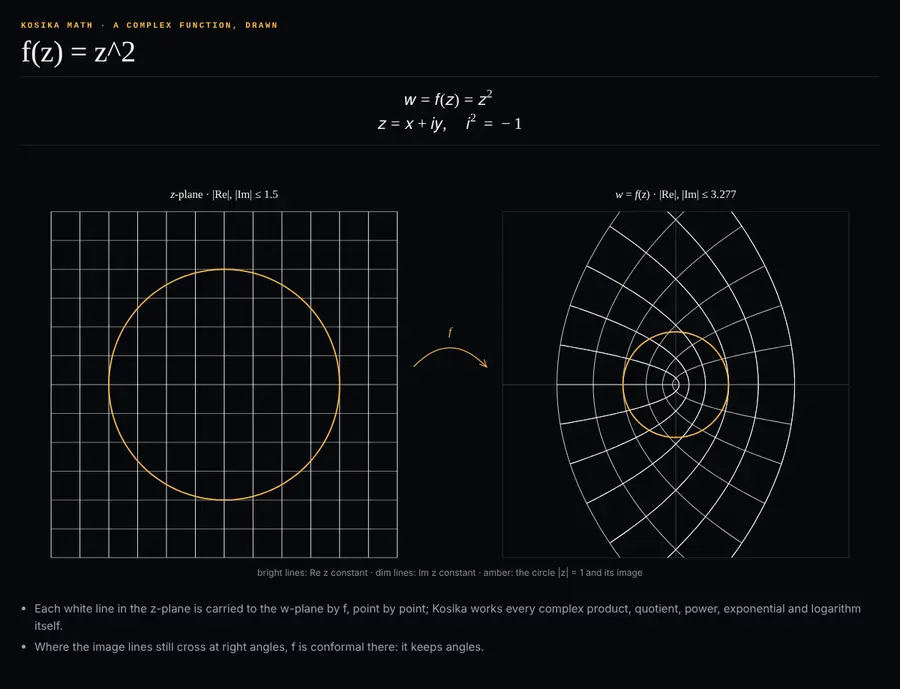 KOSIKA MATH · A COMPLEX FUNCTION, DRAWN
f(z) = z^2
w = f(z) = z²
z = x + iy, i² = −1
z-plane · |Re|, |Im| ≤ 1.5
w = f(z) · |Re|, |Im| ≤ 3.277
f
bright lines: Re z constant · dim lines: Im z constant · amber: the circle |z| = 1 and its image
• Each white line in the z-plane is carried to the w-plane by f, point by point; Kosika works every complex product, quotient, power, exponential and logarithm
itself.
• Where the image lines still cross at right angles, f is conformal there: it keeps angles.